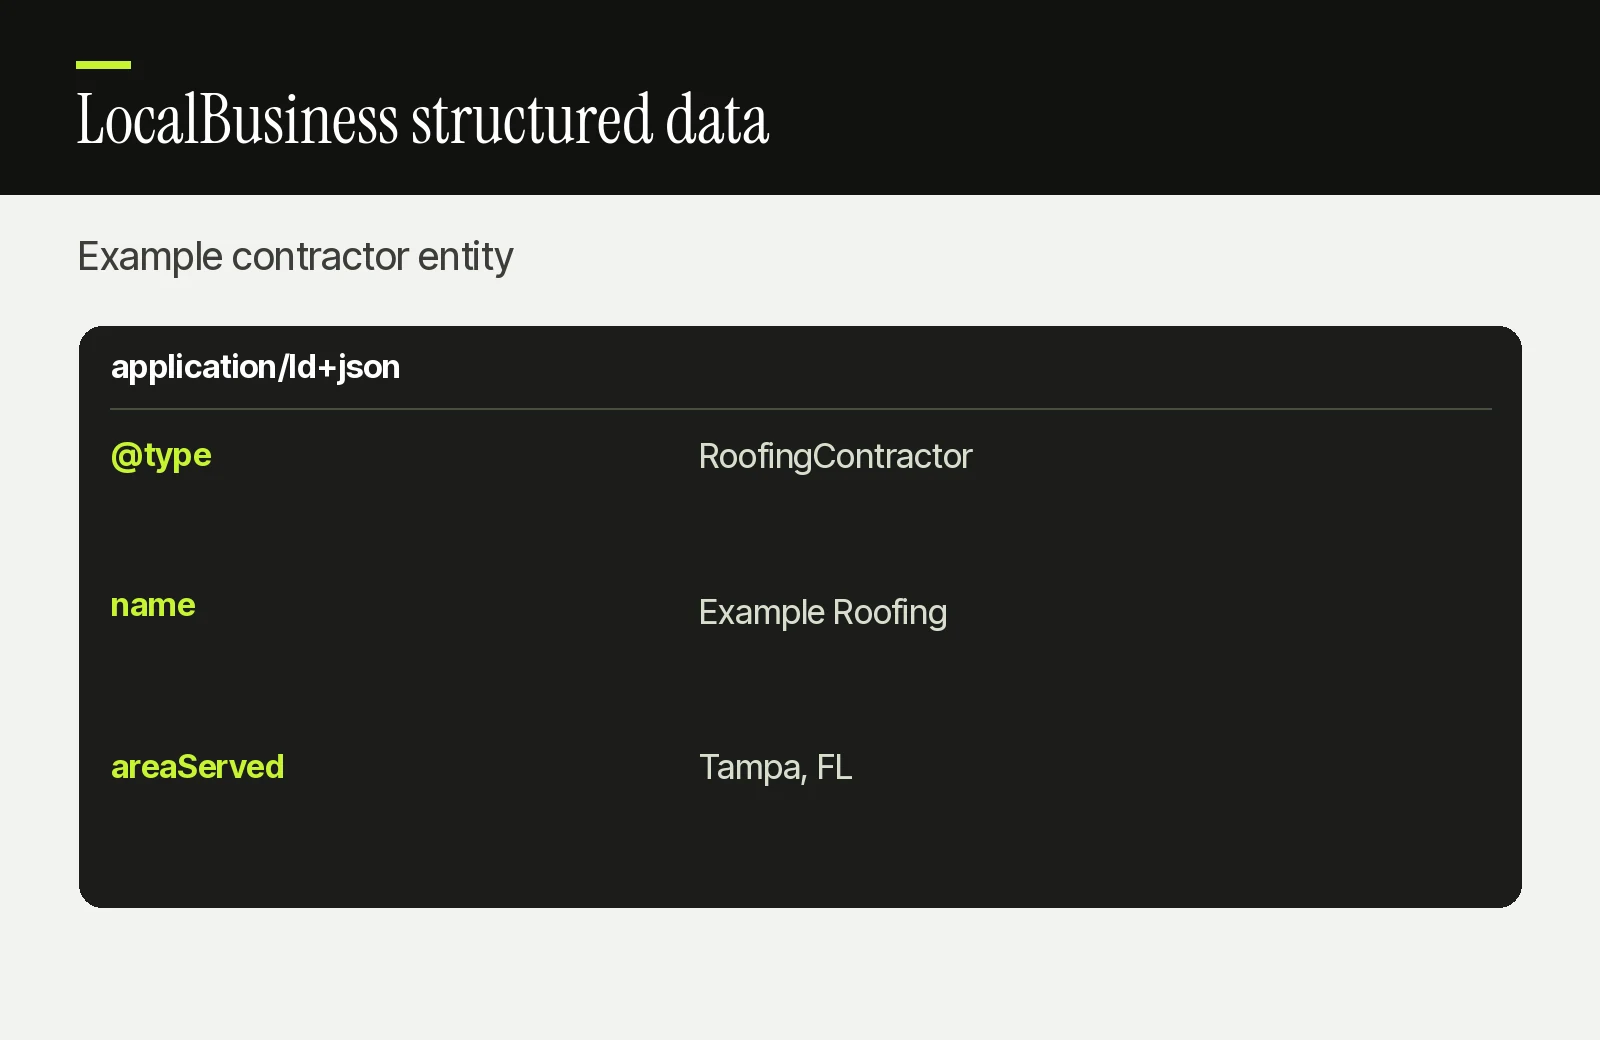 LocalBusiness structured data
Example contractor entity
application/ld+json
@type RoofingContractor
name Example Roofing
areaServed Tampa, FL